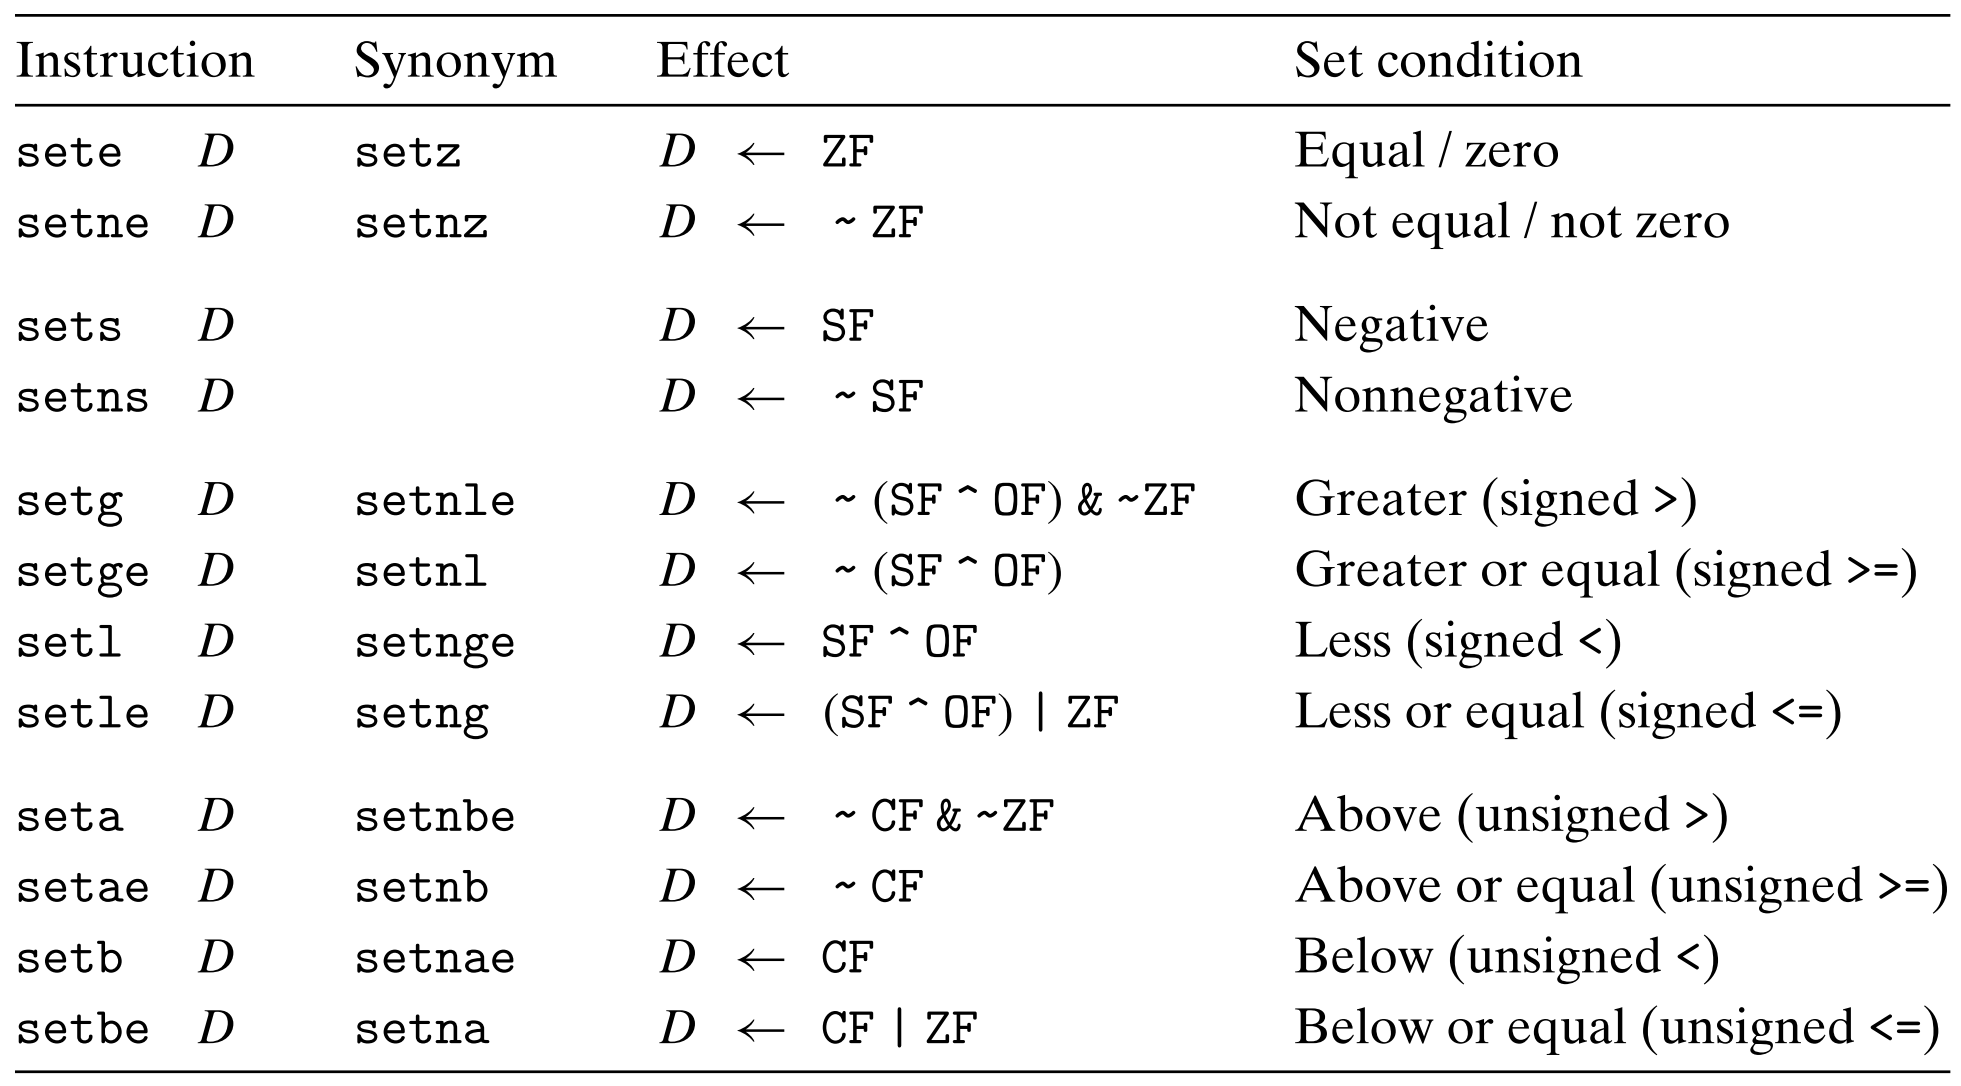 Instruction Synonym Effect Set condition
sete D setz D ← ZF Equal / zero
setne D setnz D ← ~ ZF Not equal / not zero
sets D D ← SF Negative
setns D D ← ~ SF Nonnegative
setg D setnle D ← ~ (SF ^ OF) & ~ZF Greater (signed >)
setge D setnl D ← ~ (SF ^ OF) Greater or equal (signed >=)
setl D setnge D ← SF ^ OF Less (signed <)
setle D setng D ← (SF ^ OF) | ZF Less or equal (signed <=)
seta D setnbe D ← ~ CF & ~ZF Above (unsigned >)
setae D setnb D ← ~ CF Above or equal (unsigned >=)
setb D setnae D ← CF Below (unsigned <)
setbe D setna D ← CF | ZF Below or equal (unsigned <=)